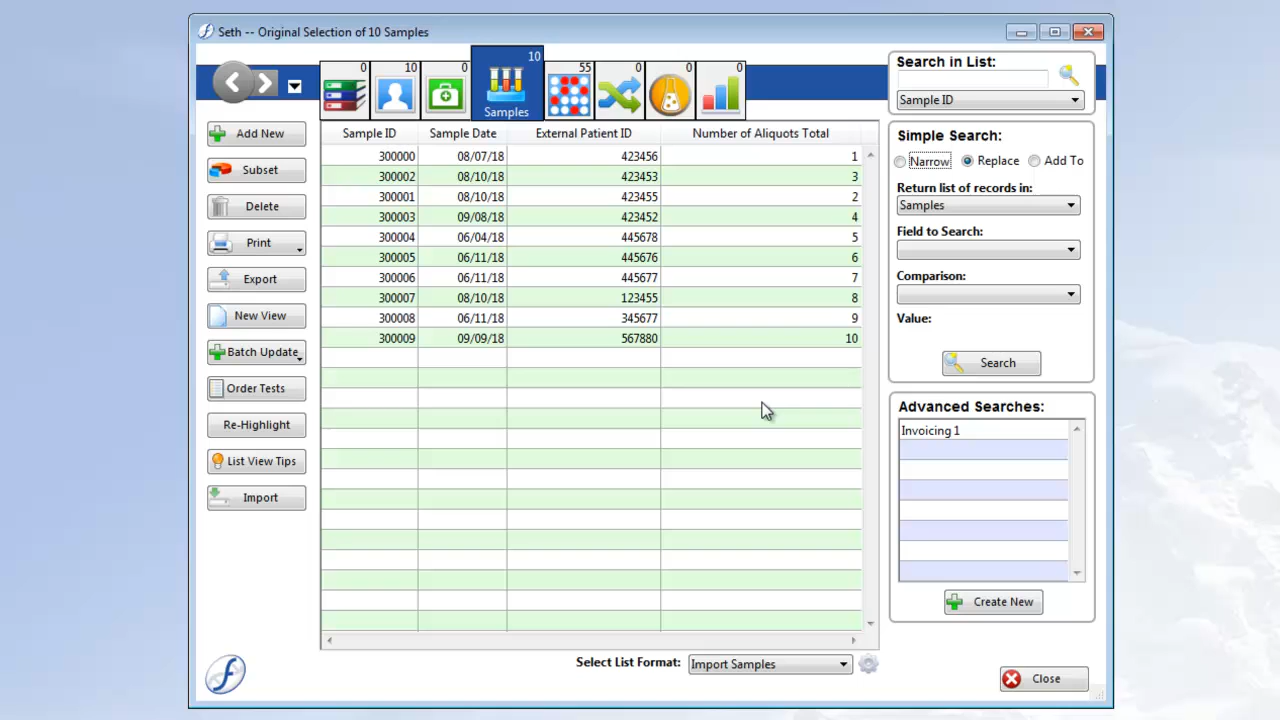 Seth -- Original Selection of 10 Samples
0 10 0 10 55 0 0 0
Samples
Add New
Subset
Delete
Print
Export
New View
Batch Update
Order Tests
Re-Highlight
List View Tips
Import
Sample ID Sample Date External Patient ID Number of Aliquots Total
300000 08/07/18 423456 1
300002 08/10/18 423453 3
300001 08/10/18 423455 2
300003 09/08/18 423452 4
300004 06/04/18 445678 5
300005 06/11/18 445676 6
300006 06/11/18 445677 7
300007 08/10/18 123455 8
300008 06/11/18 345677 9
300009 09/09/18 567880 10
Select List Format: Import Samples
Search in List:
Sample ID
Simple Search:
Narrow Replace Add To
Return list of records in:
Samples
Field to Search:
Comparison:
Value:
Search
Advanced Searches:
Invoicing 1
Create New
Close